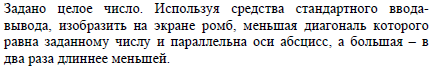 Задано целое число. Используя средства стандартного ввода-
вывода, изобразить на экране ромб, меньшая диагональ которого
равна заданному числу и параллельна оси абсцисс, а большая – в
два раза длиннее меньшей.